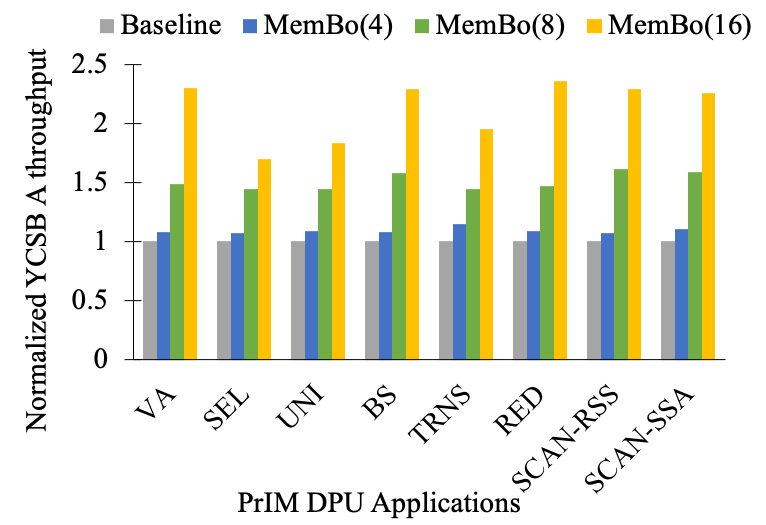 Baseline MemBo(4) MemBo(8) MemBo(16)
Normalized YCSB A throughput
2.5
2
1.5
1
0.5
0
VA
SEL
UNI
BS
TRNS
RED
SCAN-RSS
SCAN-SSA
PrIM DPU Applications